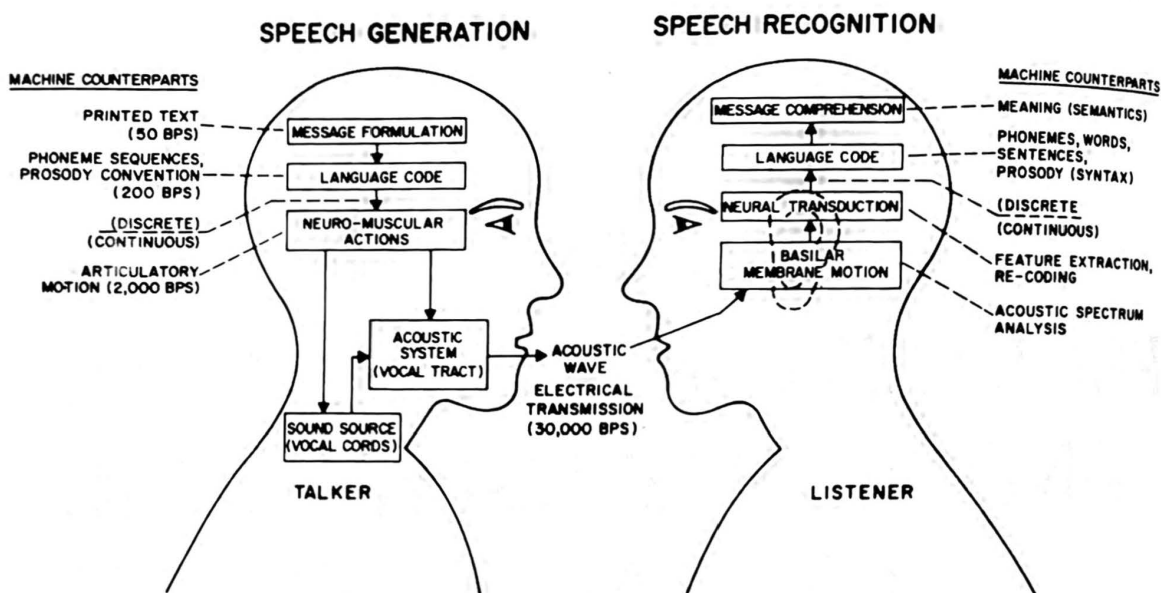 SPEECH GENERATION
MACHINE COUNTERPARTS
PRINTED TEXT
(50 BPS)
PHONEME SEQUENCES,
PROSODY CONVENTION
(200 BPS)
(DISCRETE)
(CONTINUOUS)
ARTICULATORY
MOTION (2,000 BPS)
MESSAGE FORMULATION
LANGUAGE CODE
NEURO-MUSCULAR
ACTIONS
ACOUSTIC
SYSTEM
(VOCAL TRACT)
SOUND SOURCE
(VOCAL CORDS)
TALKER
ACOUSTIC
WAVE
ELECTRICAL
TRANSMISSION
(30,000 BPS)
SPEECH RECOGNITION
MESSAGE COMPREHENSION
LANGUAGE CODE
NEURAL TRANSDUCTION
BASILAR
MEMBRANE MOTION
LISTENER
MACHINE COUNTERPARTS
MEANING (SEMANTICS)
PHONEMES, WORDS,
SENTENCES,
PROSODY (SYNTAX)
(DISCRETE
(CONTINUOUS)
FEATURE EXTRACTION,
RE-CODING
ACOUSTIC SPECTRUM
ANALYSIS